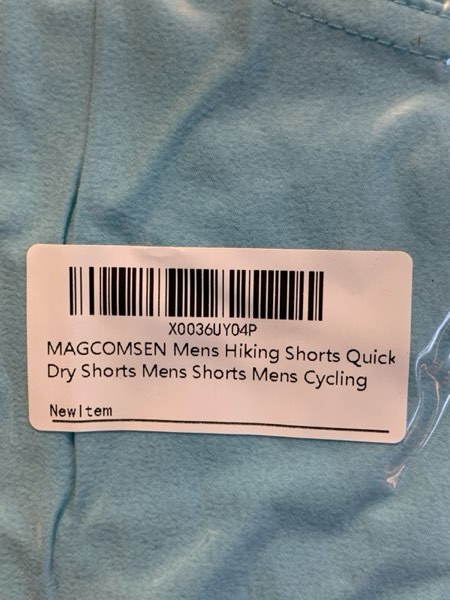 X0036UY04P
MAGCOMSEN Mens Hiking Shorts Quick
Dry Shorts Mens Shorts Mens Cycling
NewItem